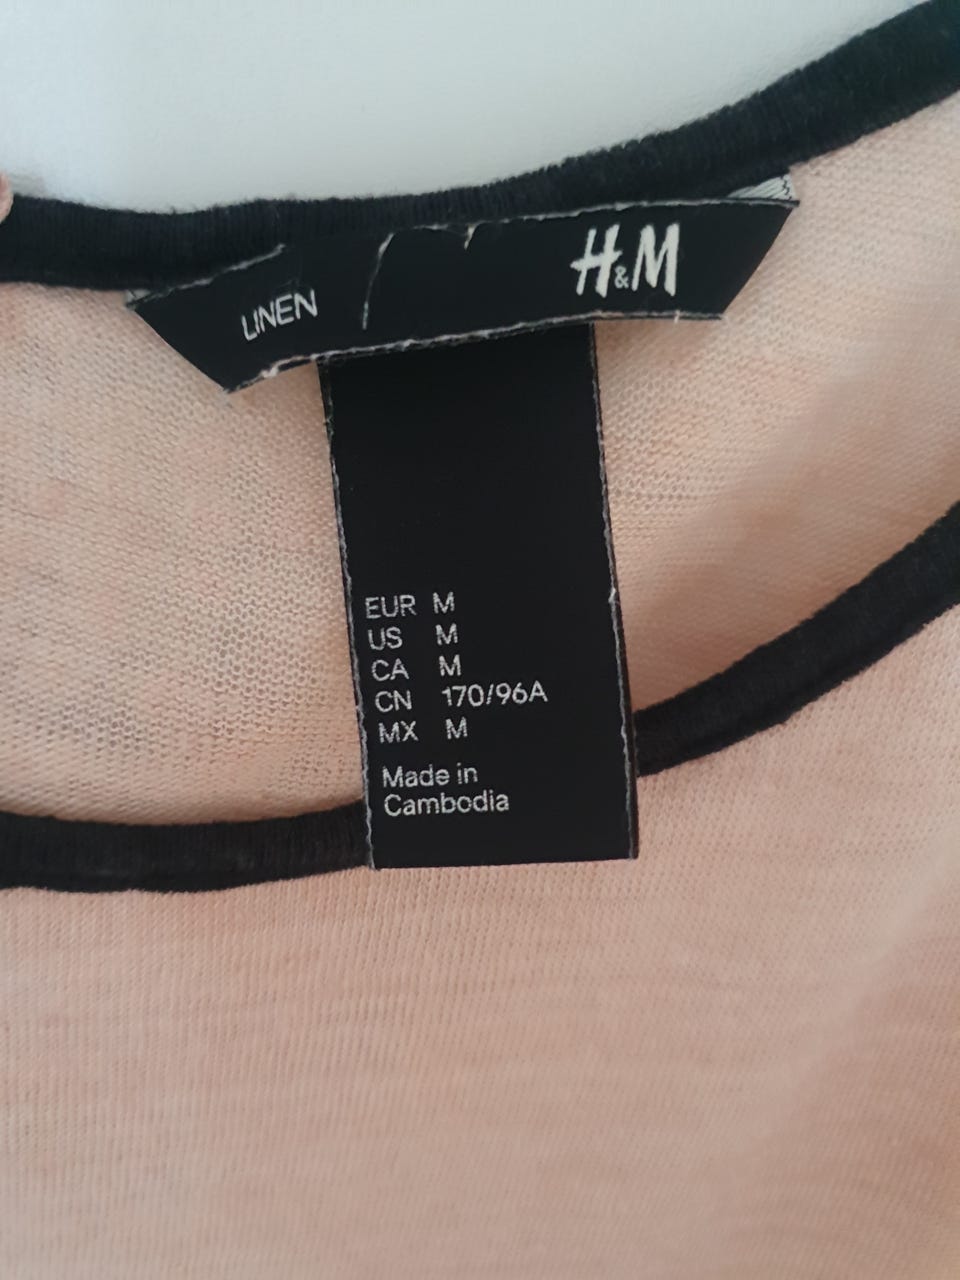 LINEN
H&M
EUR M
US M
CA M
CN 170/96A
MX M
Made in
Cambodia